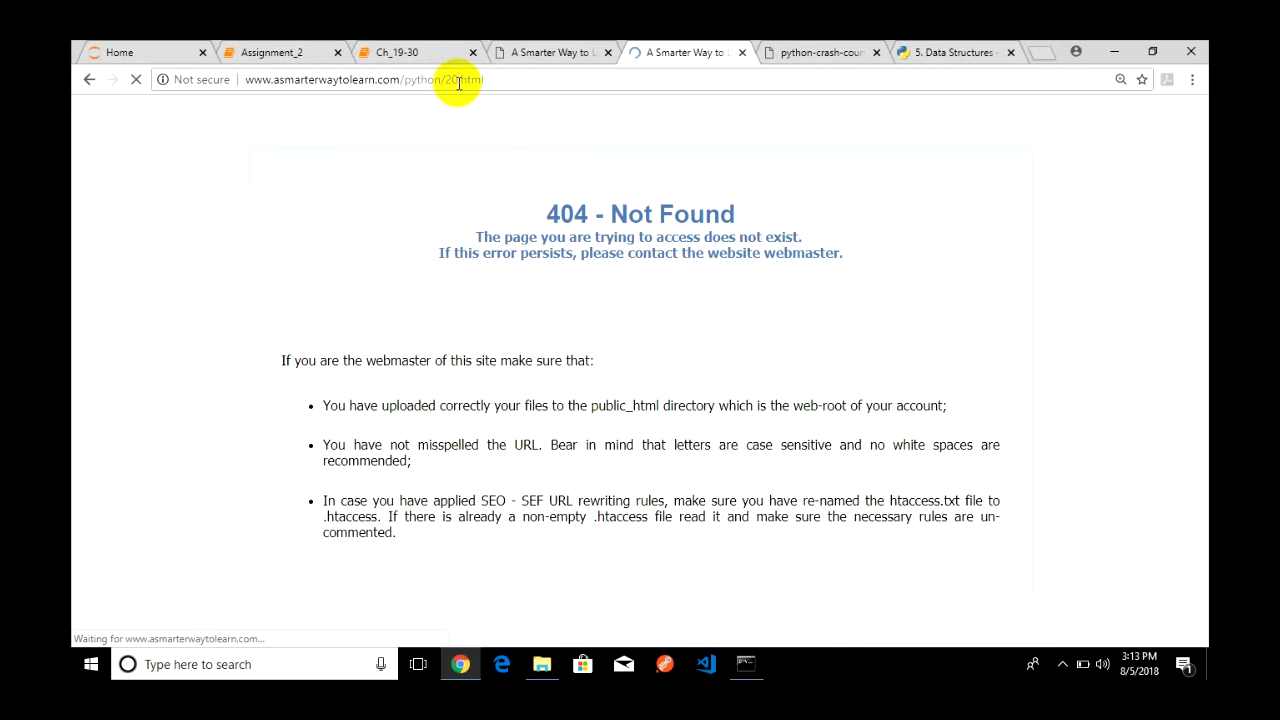 Home
Assignment_2
Ch_19-30
A Smarter Way to L
A Smarter Way to L
python-crash-cour
5. Data Structures -
Not secure | www.asmarterwaytolearn.com/python/20.html
404 - Not Found
The page you are trying to access does not exist.
If this error persists, please contact the website webmaster.
If you are the webmaster of this site make sure that:
• You have uploaded correctly your files to the public_html directory which is the web-root of your account;
• You have not misspelled the URL. Bear in mind that letters are case sensitive and no white spaces are
recommended;
• In case you have applied SEO - SEF URL rewriting rules, make sure you have re-named the htaccess.txt file to
.htaccess. If there is already a non-empty .htaccess file read it and make sure the necessary rules are un-
commented.
Waiting for www.asmarterwaytolearn.com...
Type here to search
3:13 PM
8/5/2018
1